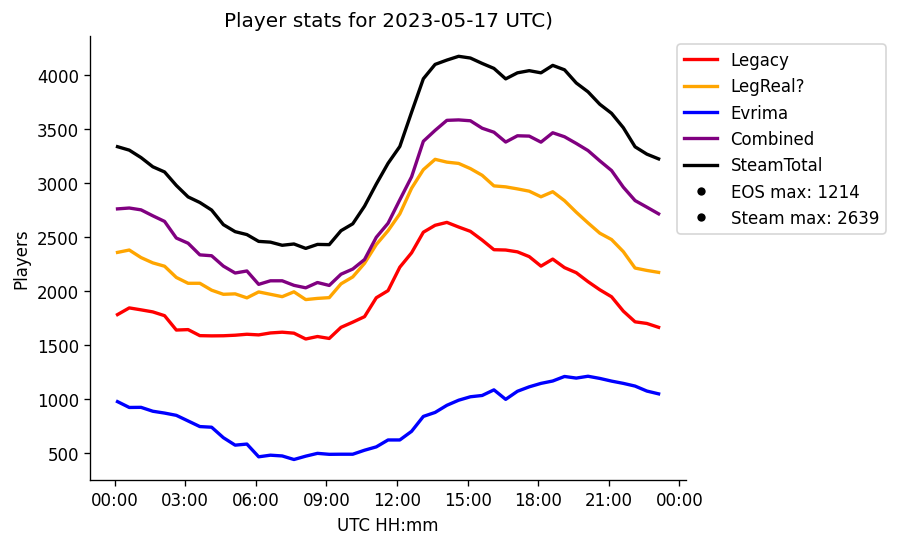 Player stats for 2023-05-17 UTC)
4000
3500
3000
2500
2000
1500
1000
500
Players
00:00 03:00 06:00 09:00 12:00 15:00 18:00 21:00 00:00
UTC HH:mm
Legacy
LegReal?
Evrima
Combined
SteamTotal
EOS max: 1214
Steam max: 2639